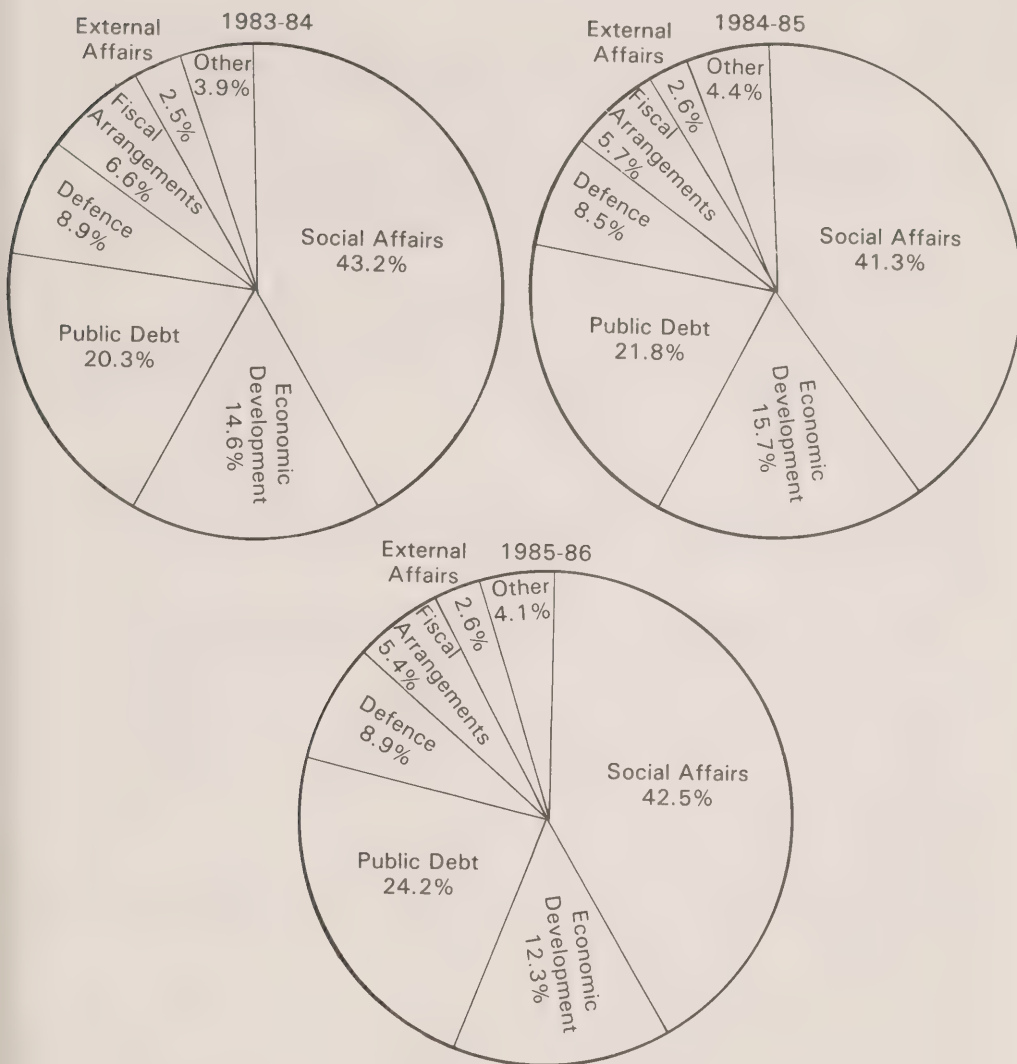 1983-84
External
Affairs
2.5%
Other
3.9%
Fiscal
Arrangements
6.6%
Defence
8.9%
Social Affairs
43.2%
Public Debt
20.3%
Economic
Development
14.6%
1984-85
External
Affairs
2.6%
Other
4.4%
Fiscal
Arrangements
5.7%
Defence
8.5%
Social Affairs
41.3%
Public Debt
21.8%
Economic
Development
15.7%
1985-86
External
Affairs
2.6%
Other
4.1%
Fiscal
Arrangements
5.4%
Defence
8.9%
Social Affairs
42.5%
Public Debt
24.2%
Economic
Development
12.3%